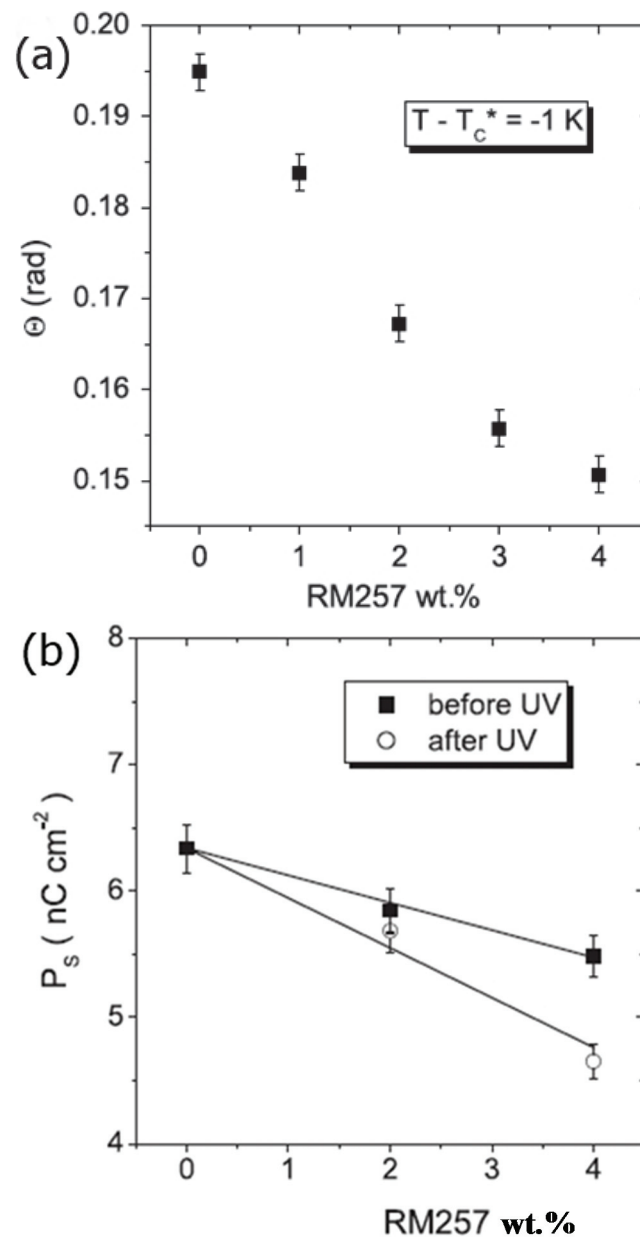 (a)
0.20
0.19
0.18
0.17
0.16
0.15
Θ (rad)
T - T_C* = -1 K
0 1 2 3 4
RM257 wt.%
(b)
8
7
6
5
4
P_S ( nC cm⁻² )
before UV
after UV
0 1 2 3 4
RM257 wt.%